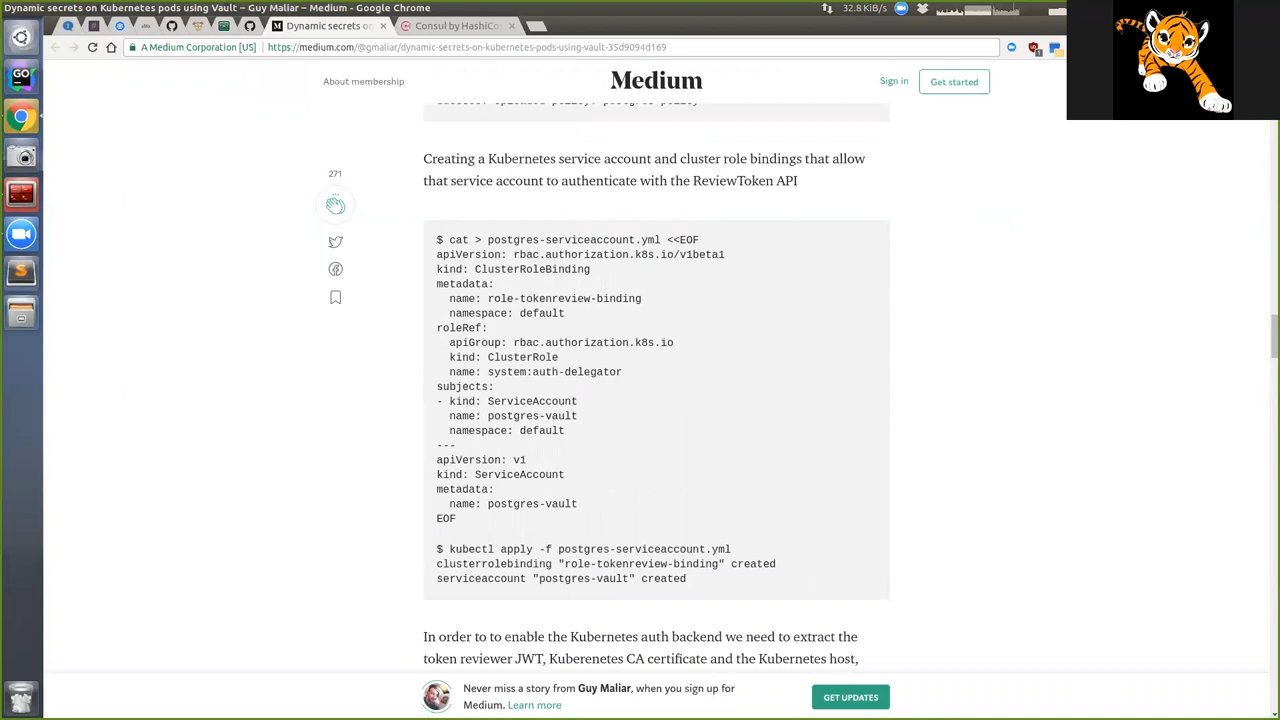 Dynamic secrets on Kubernetes pods using Vault – Guy Maliar – Medium - Google Chrome
32.8 KiB/s
Dynamic secrets on
Consul by HashiCo
A Medium Corporation [US]
https://medium.com/@gmaliar/dynamic-secrets-on-kubernetes-pods-using-vault-35d9094d169
About membership
Medium
Sign in
Get started
Creating a Kubernetes service account and cluster role bindings that allow
that service account to authenticate with the ReviewToken API
271
$ cat > postgres-serviceaccount.yml <<EOF
apiVersion: rbac.authorization.k8s.io/v1beta1
kind: ClusterRoleBinding
metadata:
name: role-tokenreview-binding
namespace: default
roleRef:
apiGroup: rbac.authorization.k8s.io
kind: ClusterRole
name: system:auth-delegator
subjects:
- kind: ServiceAccount
name: postgres-vault
namespace: default
---
apiVersion: v1
kind: ServiceAccount
metadata:
name: postgres-vault
EOF
$ kubectl apply -f postgres-serviceaccount.yml
clusterrolebinding "role-tokenreview-binding" created
serviceaccount "postgres-vault" created
In order to to enable the Kubernetes auth backend we need to extract the
token reviewer JWT, Kuberenetes CA certificate and the Kubernetes host,
Never miss a story from Guy Maliar, when you sign up for
Medium. Learn more
GET UPDATES